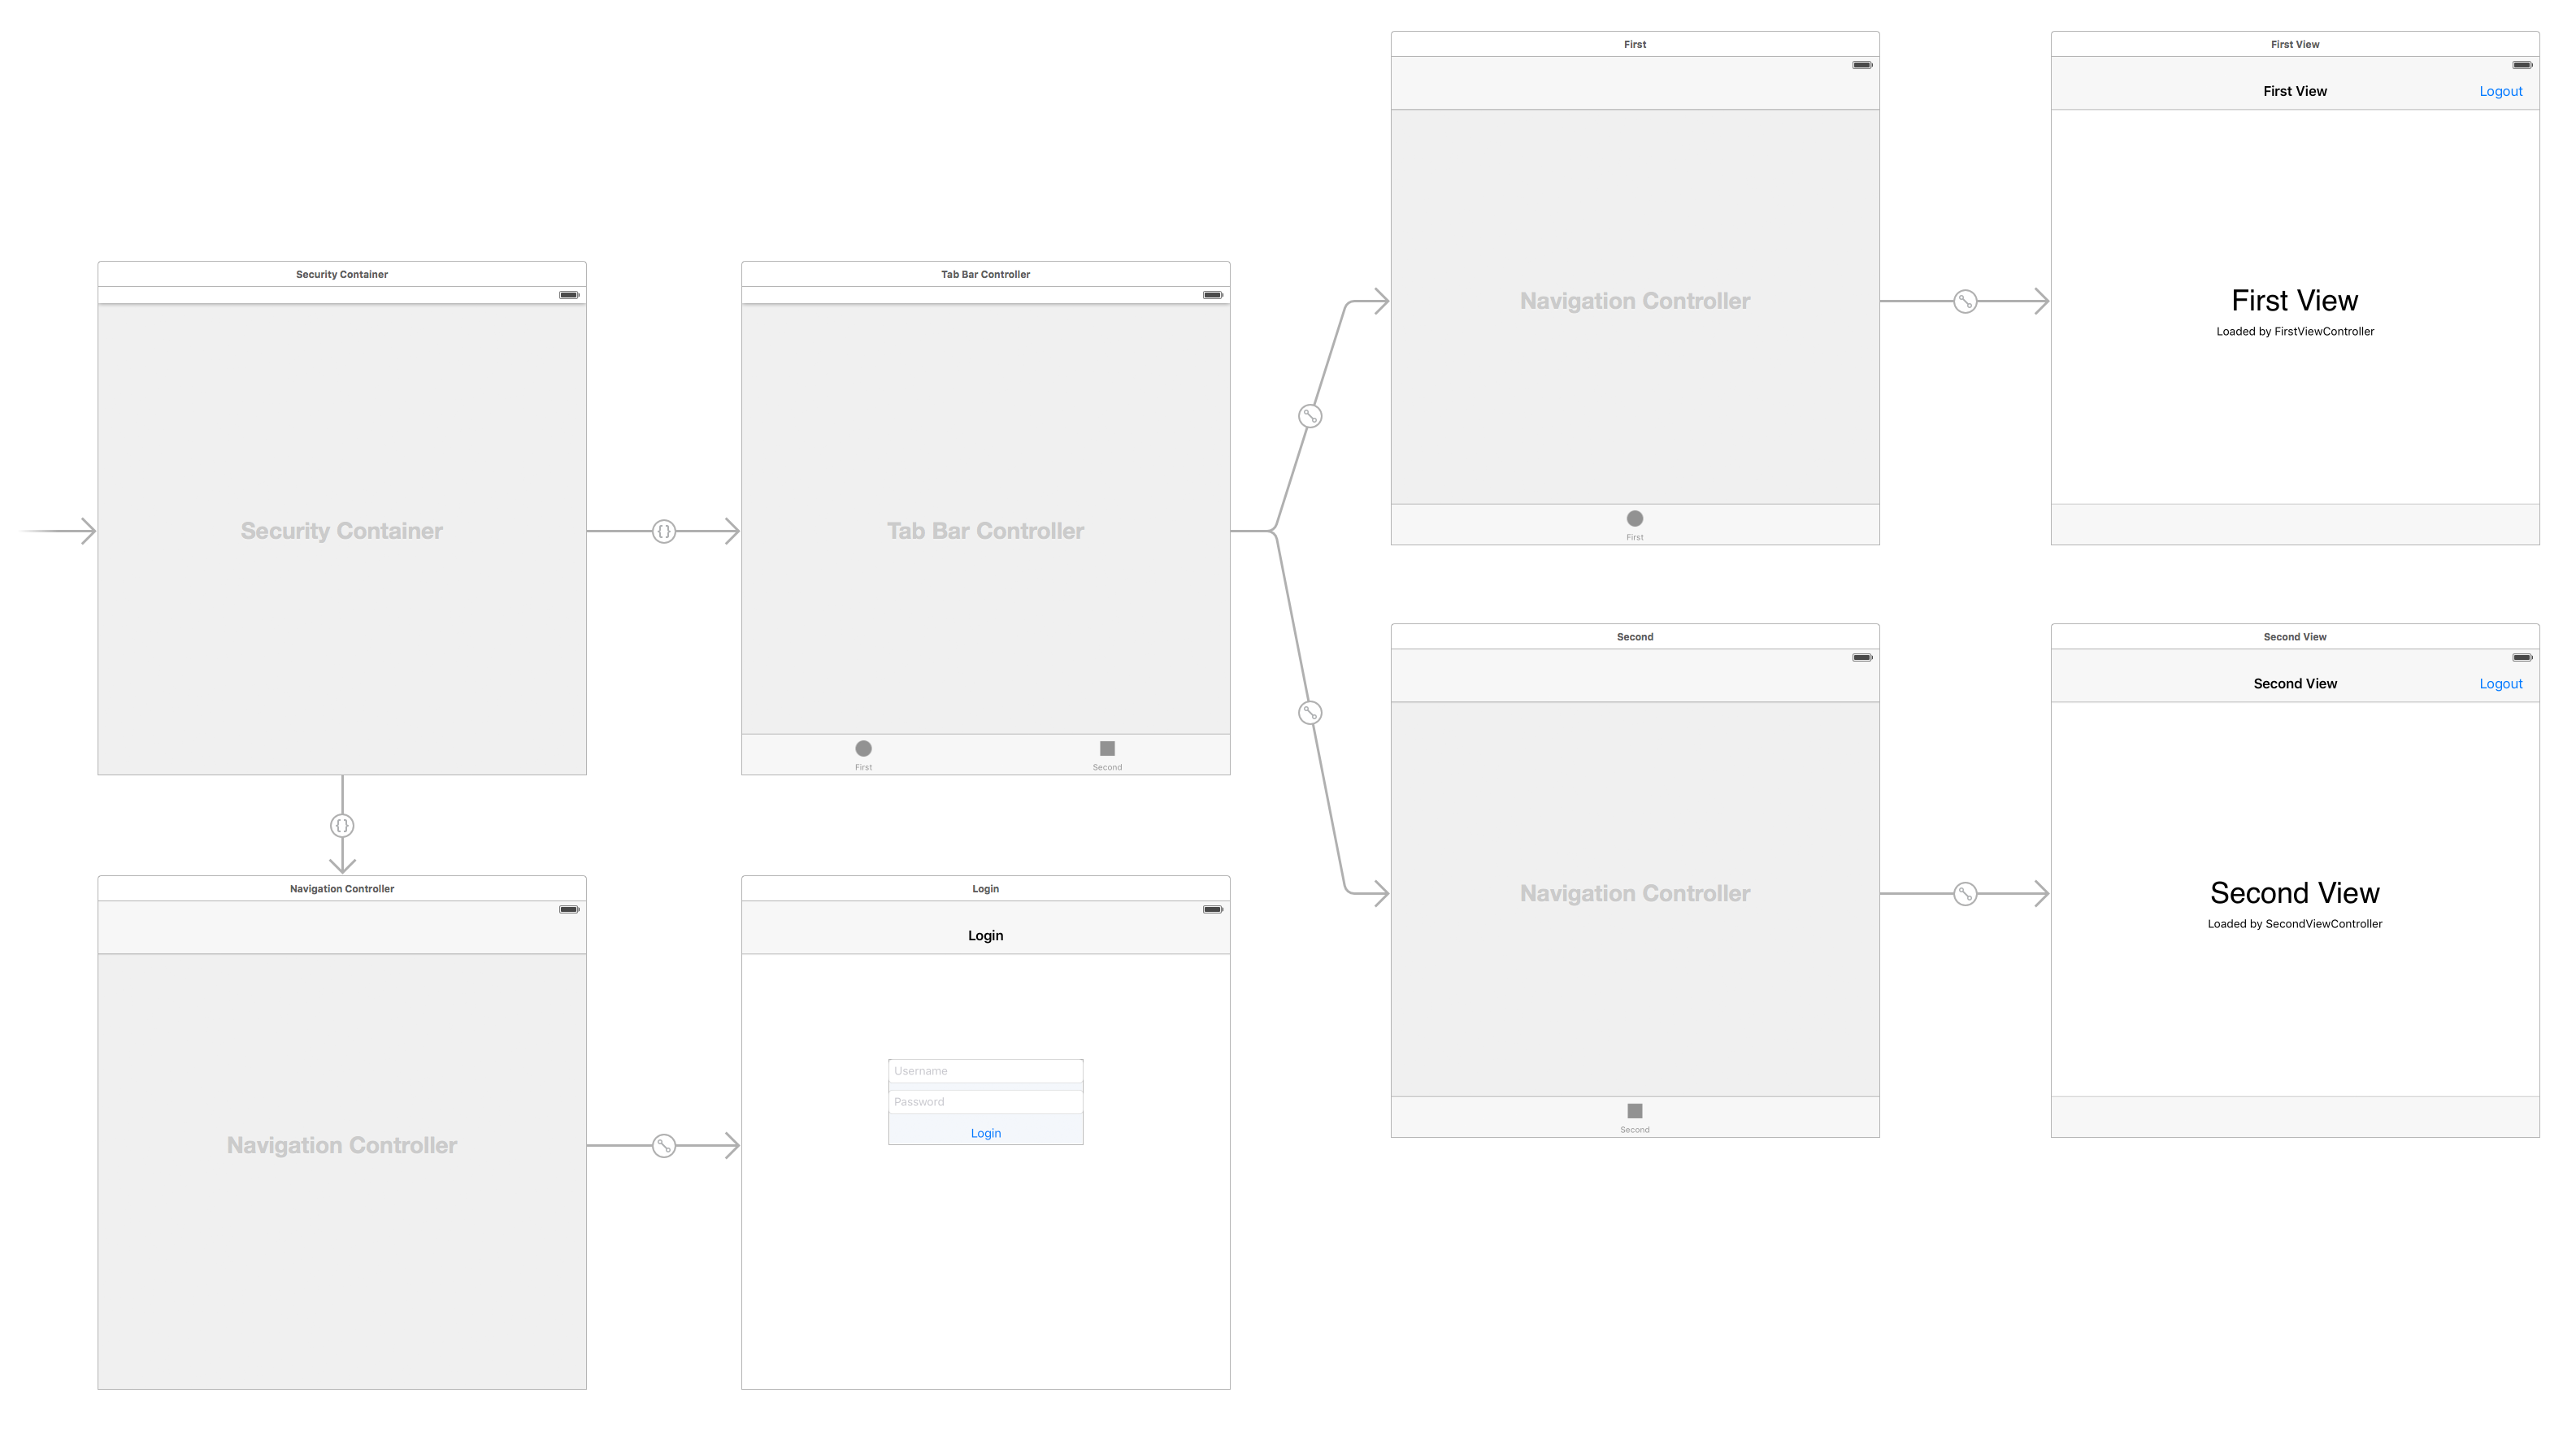 First
Navigation Controller
First
First View
First View
Logout
First View
Loaded by FirstViewController
Security Container
Security Container
{}
Tab Bar Controller
Tab Bar Controller
First
Second
Second
Navigation Controller
Second
Second View
Second View
Logout
Second View
Loaded by SecondViewController
{}
Navigation Controller
Navigation Controller
Login
Login
Username
Password
Login